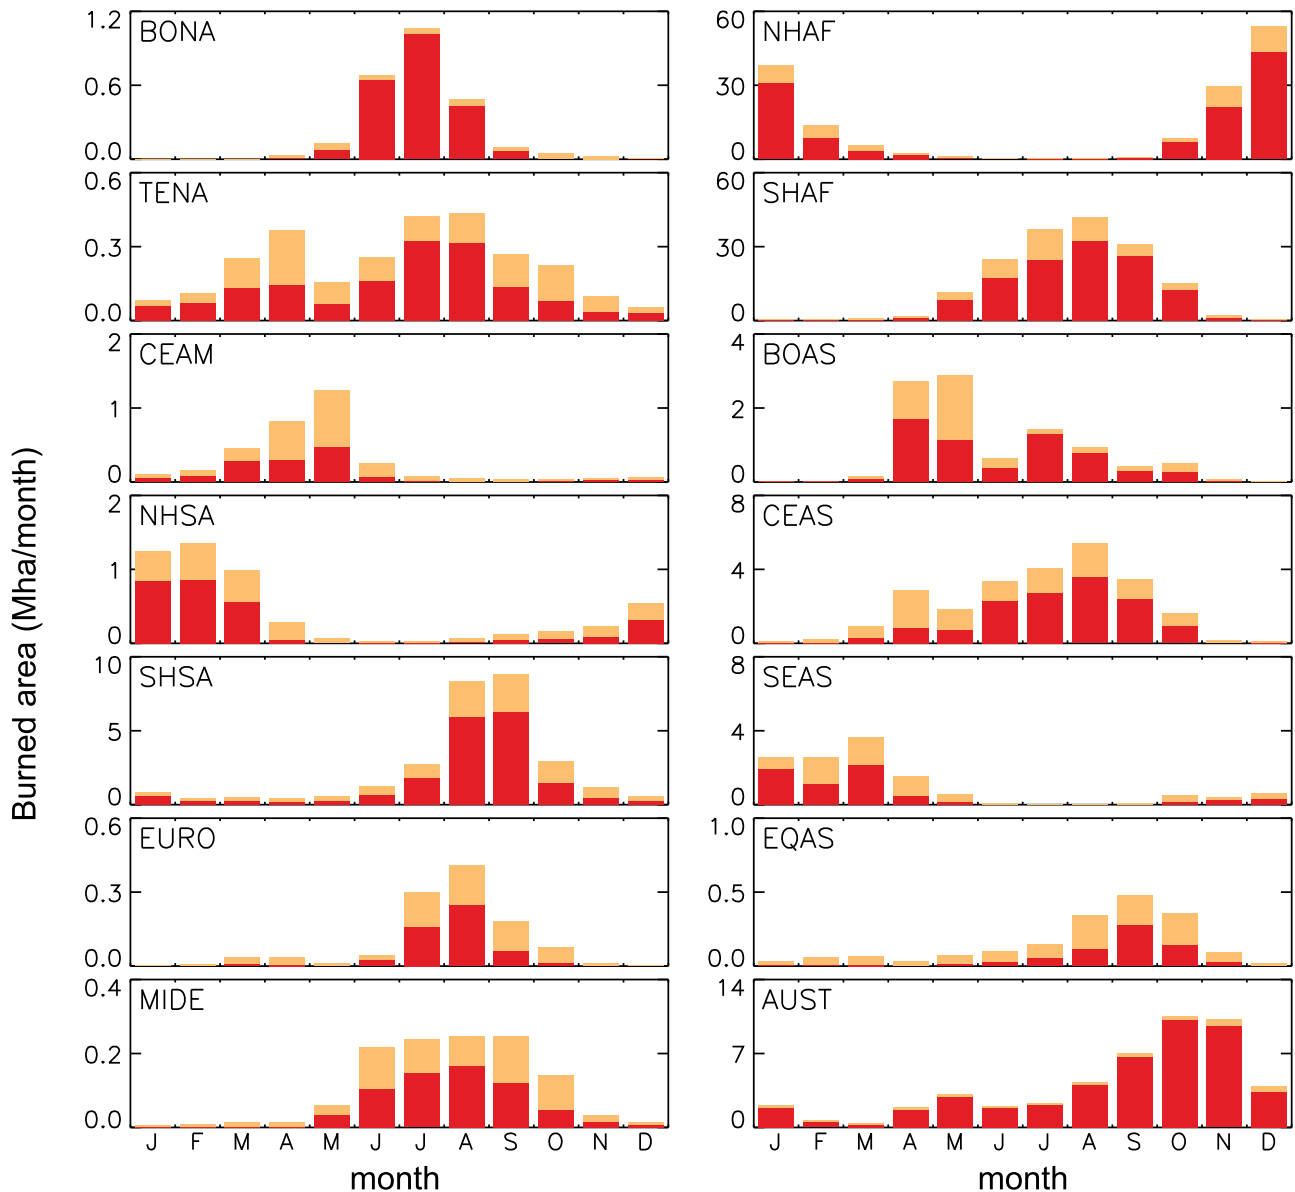 Burned area (Mha/month)
BONA
1.2
0.6
0.0
TENA
0.6
0.3
0.0
CEAM
2
1
0
NHSA
2
1
0
SHSA
10
5
0
EURO
0.6
0.3
0.0
MIDE
0.4
0.2
0.0
J F M A M J J A S O N D
month
NHAF
60
30
0
SHAF
60
30
0
BOAS
4
2
0
CEAS
8
4
0
SEAS
8
4
0
EQAS
1.0
0.5
0.0
AUST
14
7
0
J F M A M J J A S O N D
month